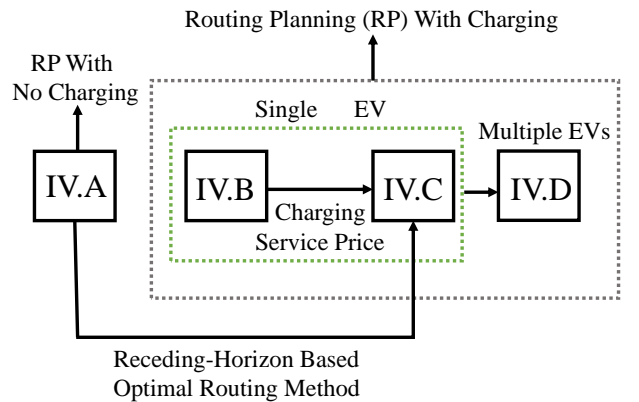 Routing Planning (RP) With Charging
RP With
No Charging
Single EV
Multiple EVs
IV.A
IV.B
IV.C
IV.D
Charging
Service Price
Receding-Horizon Based
Optimal Routing Method